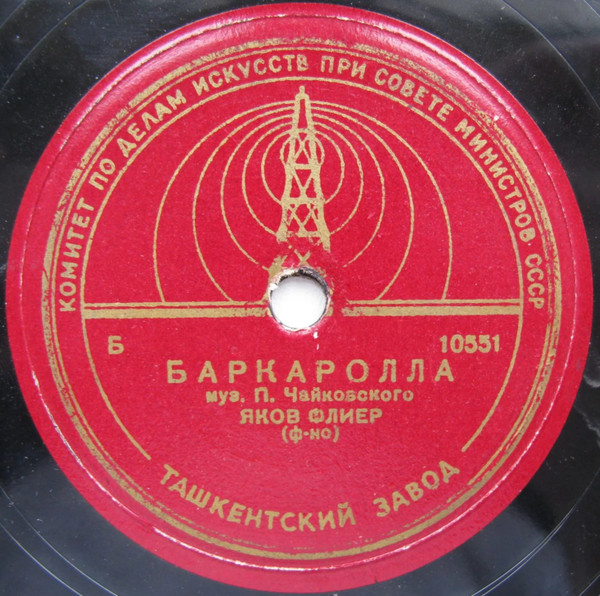 КОМИТЕТ ПО ДЕЛАМ ИСКУССТВ ПРИ СОВЕТЕ МИНИСТРОВ СССР
Б 10551
БАРКАРОЛЛА
муз. П. Чайковского
ЯКОВ ФЛИЕР
(ф-но)
ТАШКЕНТСКИЙ ЗАВОД